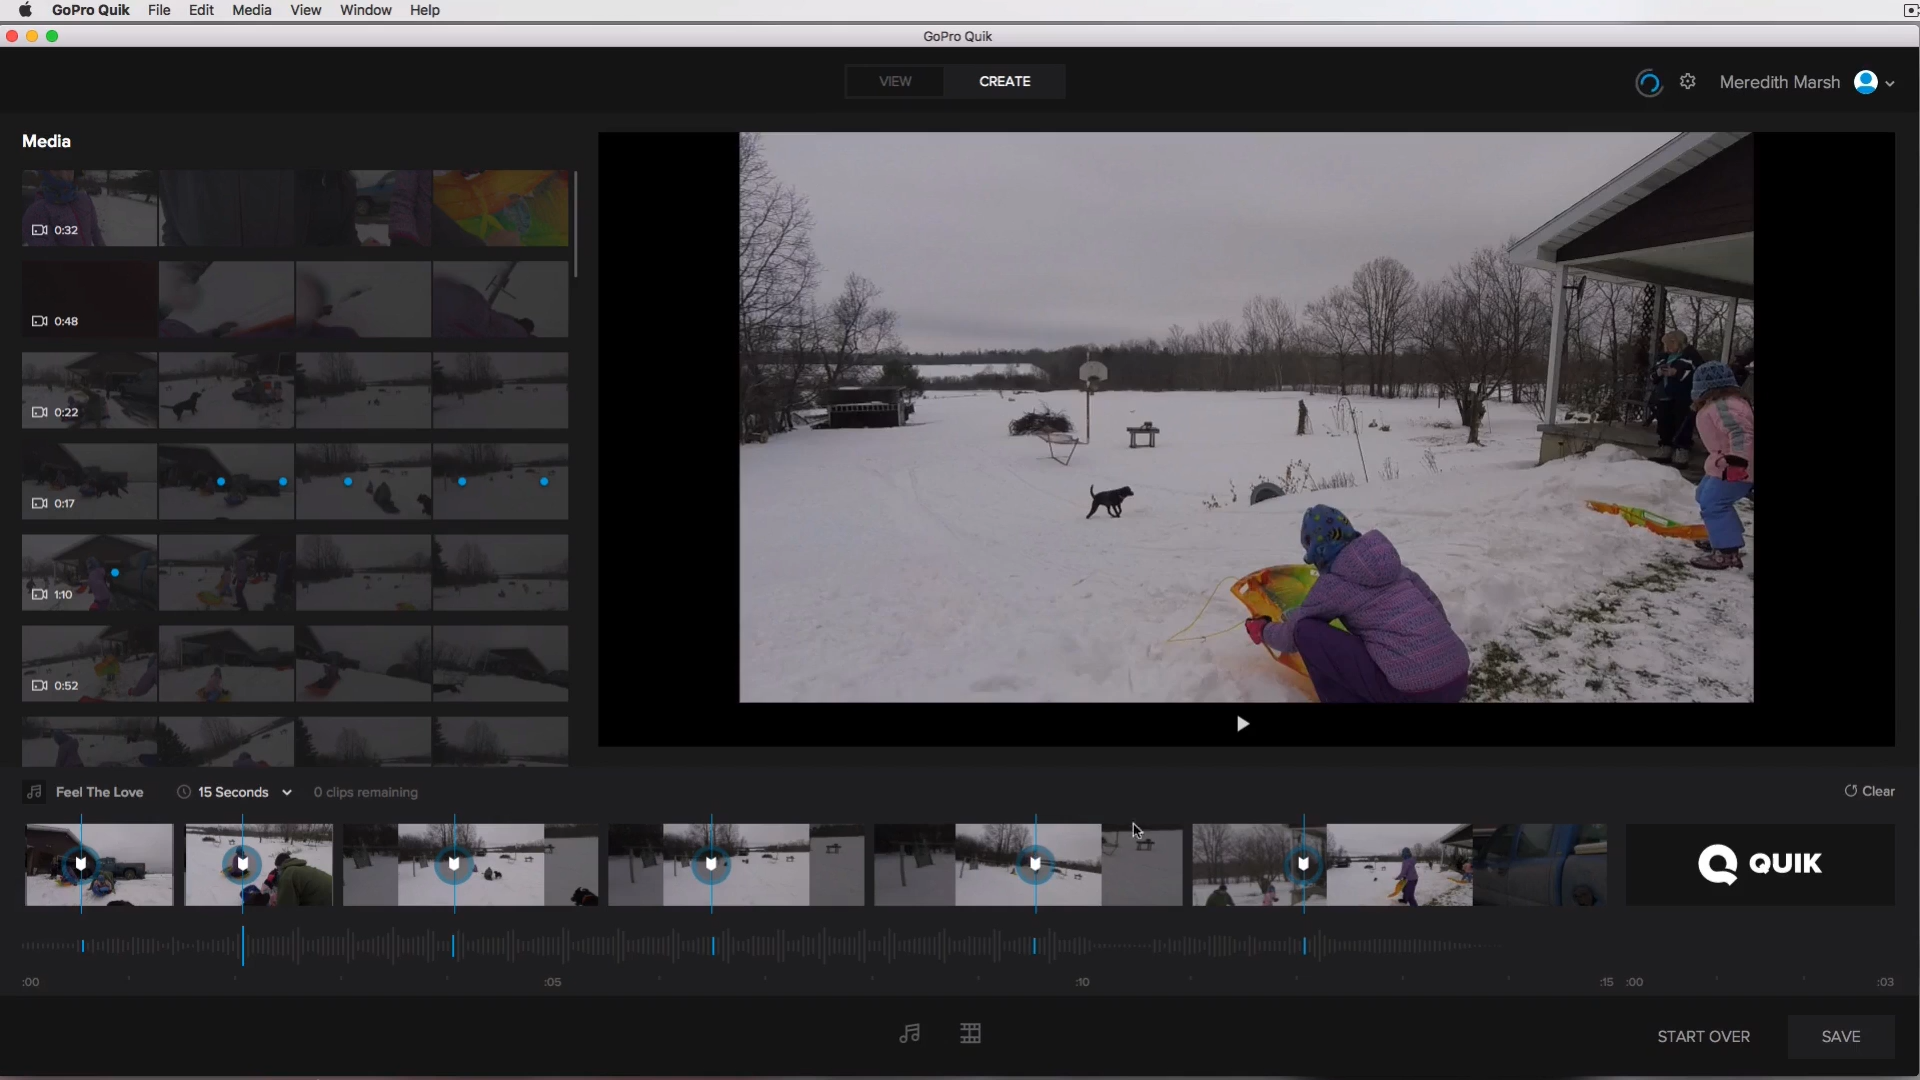 GoPro Quik File Edit Media View Window Help
GoPro Quik
VIEW CREATE
Meredith Marsh
Media
0:32
0:48
0:22
0:17
1:10
0:52
Feel The Love 15 Seconds 0 clips remaining
Clear
QUIK
:00 :05 :10 :15 :00 :03
START OVER SAVE